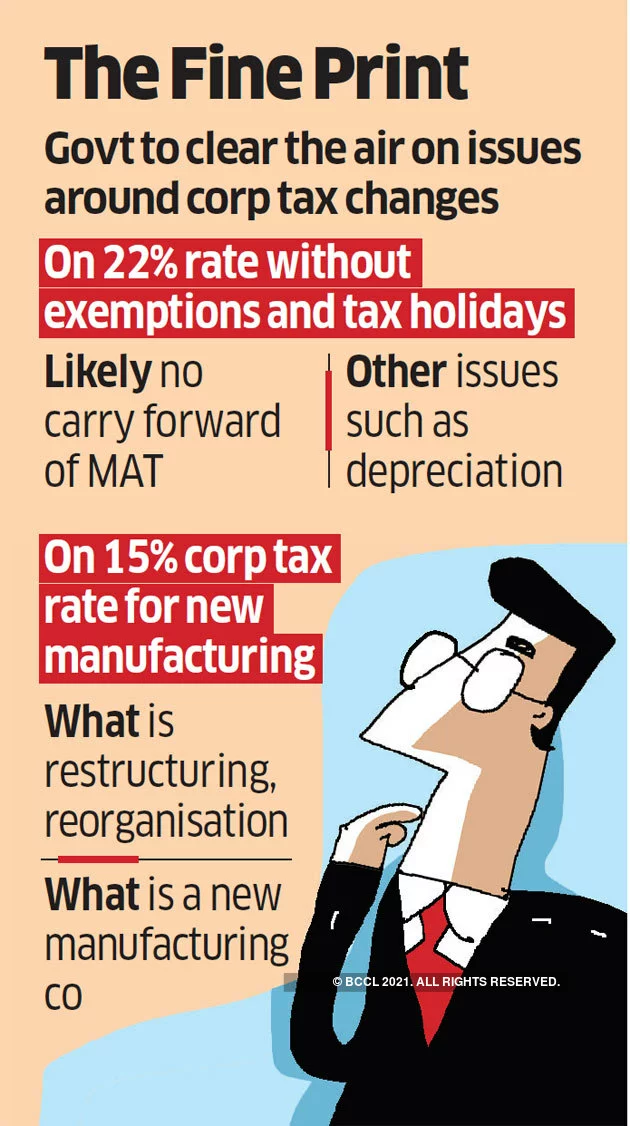 The Fine Print
Govt to clear the air on issues
around corp tax changes
On 22% rate without
exemptions and tax holidays
Likely no
carry forward
of MAT
Other issues
such as
depreciation
On 15% corp tax
rate for new
manufacturing
What is
restructuring,
reorganisation
What is a new
manufacturing
co
© BCCL 2021. ALL RIGHTS RESERVED.